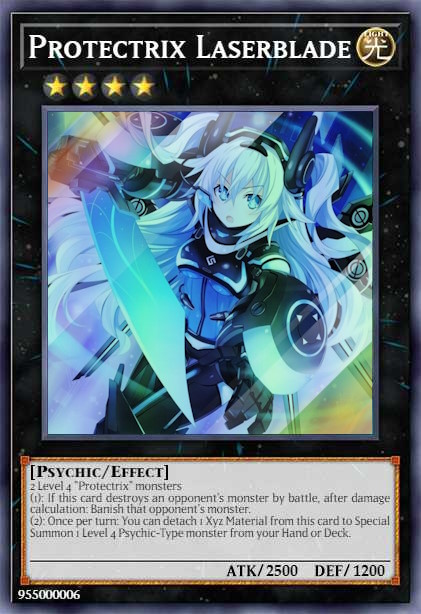 Protectrix Laserblade
LIGHT
光
[Psychic/Effect]
2 Level 4 "Protectrix" monsters
(1): If this card destroys an opponent's monster by battle, after damage
calculation: Banish that opponent's monster.
(2): Once per turn: You can detach 1 Xyz Material from this card to Special
Summon 1 Level 4 Psychic-Type monster from your Hand or Deck.
ATK/2500 DEF/1200
955000006